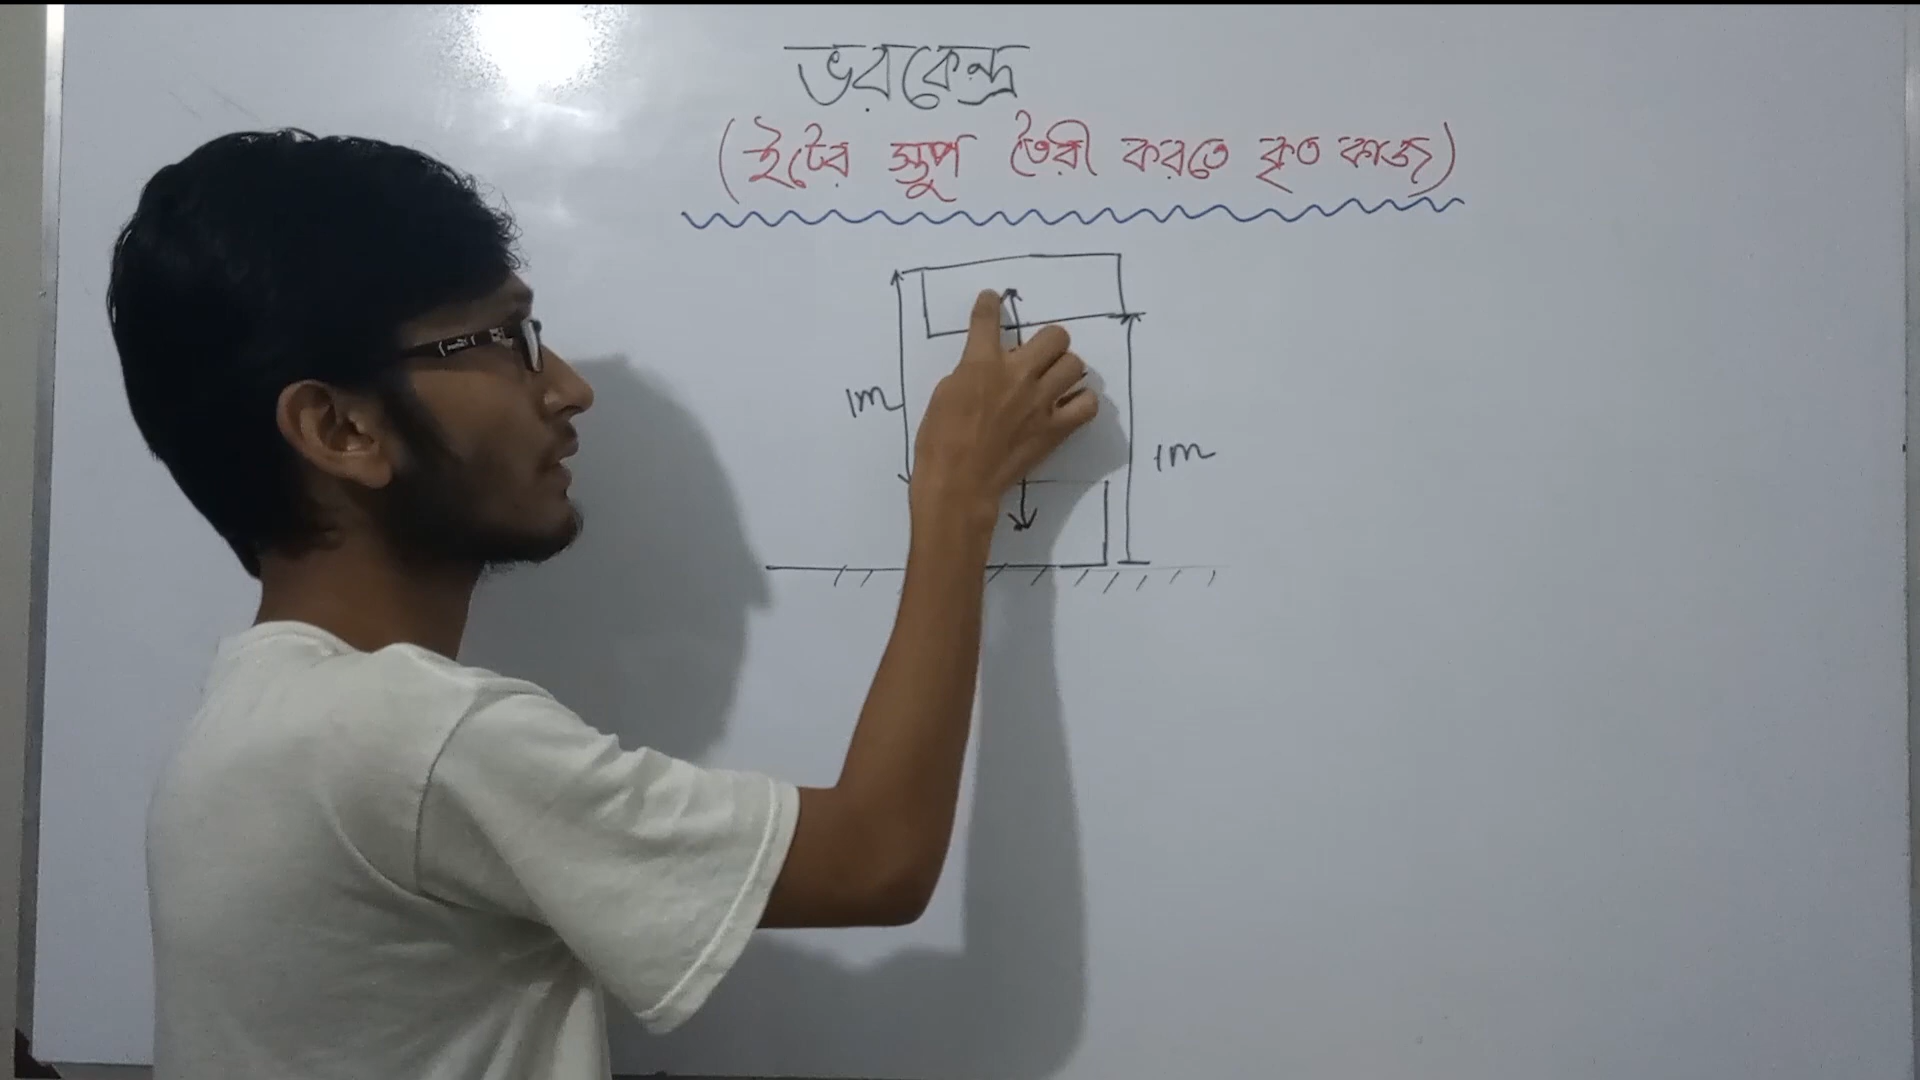 ভরকেন্দ্র
(ইটের স্তুপ তৈরী করতে কৃত কাজ)
1m
1m